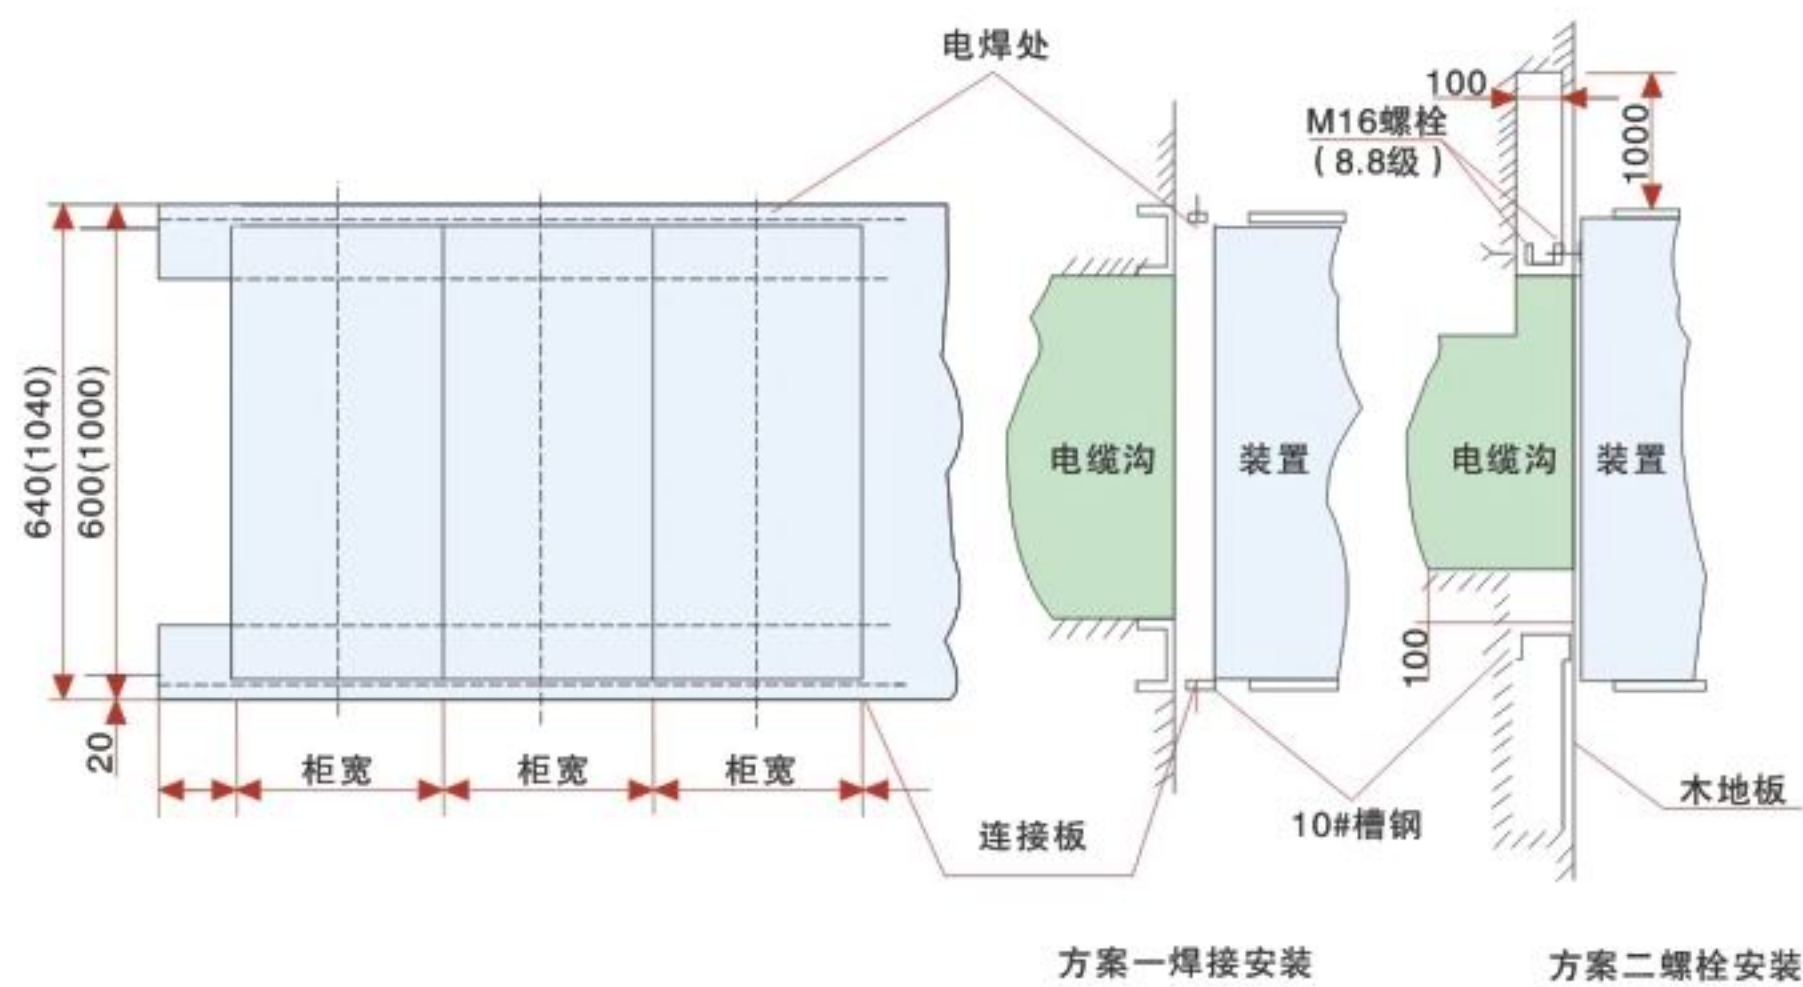 电焊处
100
M16螺栓
(8.8级)
1000
640(1040)
600(1000)
电缆沟
装置
电缆沟
装置
100
20
柜宽
柜宽
柜宽
连接板
10#槽钢
木地板
方案一焊接安装
方案二螺栓安装